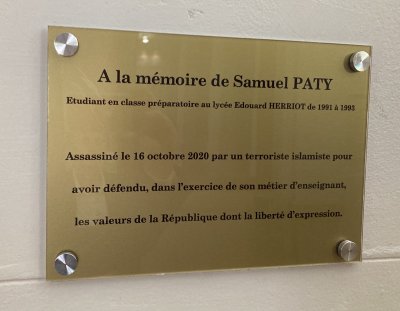 A la mémoire de Samuel PATY
Etudiant en classe préparatoire au lycée Edouard HERRIOT de 1991 à 1993
Assassiné le 16 octobre 2020 par un terroriste islamiste pour
avoir défendu, dans l'exercice de son métier d'enseignant,
les valeurs de la République dont la liberté d'expression.